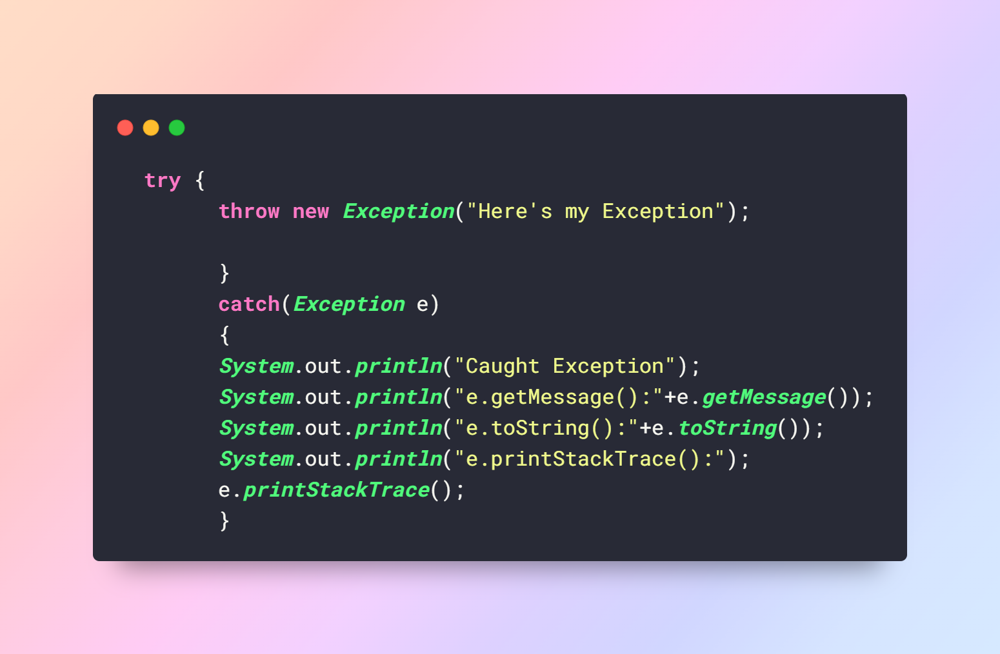 try {
throw new Exception("Here's my Exception");
}
catch(Exception e)
{
System.out.println("Caught Exception");
System.out.println("e.getMessage():"+e.getMessage());
System.out.println("e.toString():"+e.toString());
System.out.println("e.printStackTrace():");
e.printStackTrace();
}